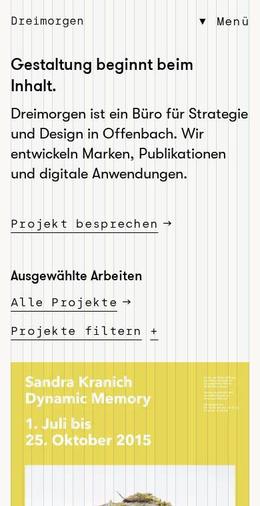 Dreimorgen
▼ Menü
Gestaltung beginnt beim
Inhalt.
Dreimorgen ist ein Büro für Strategie
und Design in Offenbach. Wir
entwickeln Marken, Publikationen
und digitale Anwendungen.
Projekt besprechen →
Ausgewählte Arbeiten
Alle Projekte →
Projekte filtern +
Sandra Kranich
Dynamic Memory
1. Juli bis
25. Oktober 2015